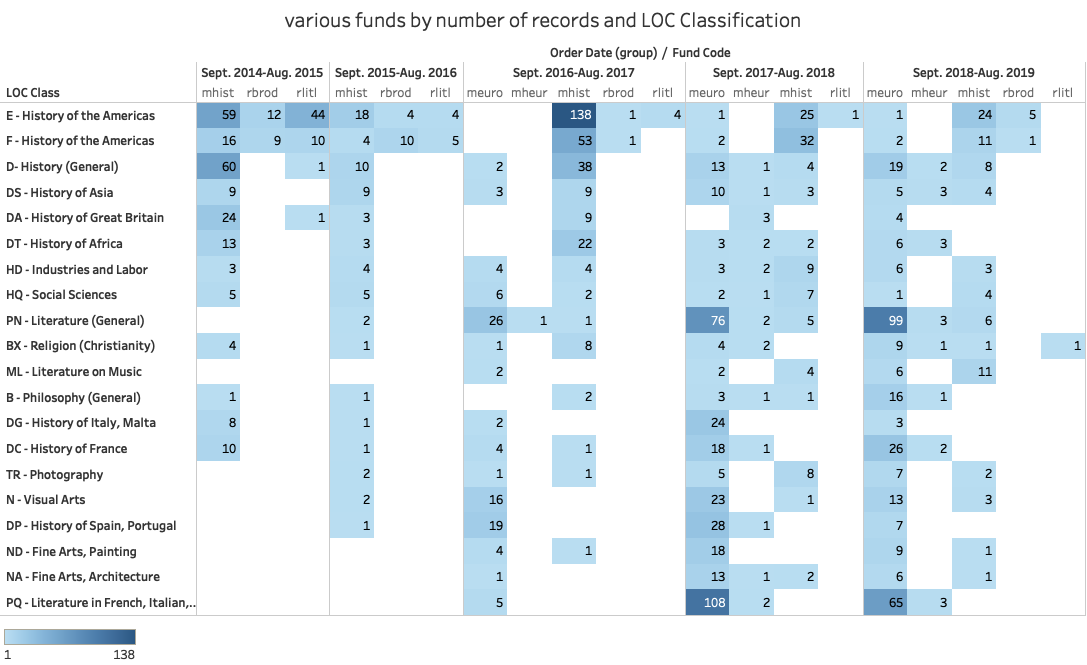 various funds by number of records and LOC Classification
Order Date (group) / Fund Code
Sept. 2014-Aug. 2015 Sept. 2015-Aug. 2016 Sept. 2016-Aug. 2017 Sept. 2017-Aug. 2018 Sept. 2018-Aug. 2019
LOC Class mhist rbrod rlitl mhist rbrod rlitl meuro mheur mhist rbrod rlitl meuro mheur mhist rlitl meuro mheur mhist rbrod rlitl
E - History of the Americas 59 12 44 18 4 4 138 1 4 1 25 1 1 24 5
F - History of the Americas 16 9 10 4 10 5 53 1 2 32 2 11 1
D- History (General) 60 1 10 2 38 13 1 4 19 2 8
DS - History of Asia 9 9 3 9 10 1 3 5 3 4
DA - History of Great Britain 24 1 3 9 3 4
DT - History of Africa 13 3 22 3 2 2 6 3
HD - Industries and Labor 3 4 4 4 3 2 9 6 3
HQ - Social Sciences 5 5 6 2 2 1 7 1 4
PN - Literature (General) 2 26 1 1 76 2 5 99 3 6
BX - Religion (Christianity) 4 1 1 8 4 2 9 1 1 1
ML - Literature on Music 2 2 4 6 11
B - Philosophy (General) 1 1 2 3 1 1 16 1
DG - History of Italy, Malta 8 1 2 24 3
DC - History of France 10 1 4 1 18 1 26 2
TR - Photography 2 1 1 5 8 7 2
N - Visual Arts 2 16 23 1 13 3
DP - History of Spain, Portugal 1 19 28 1 7
ND - Fine Arts, Painting 4 1 18 9 1
NA - Fine Arts, Architecture 1 13 1 2 6 1
PQ - Literature in French, Italian,.. 5 108 2 65 3
1 138